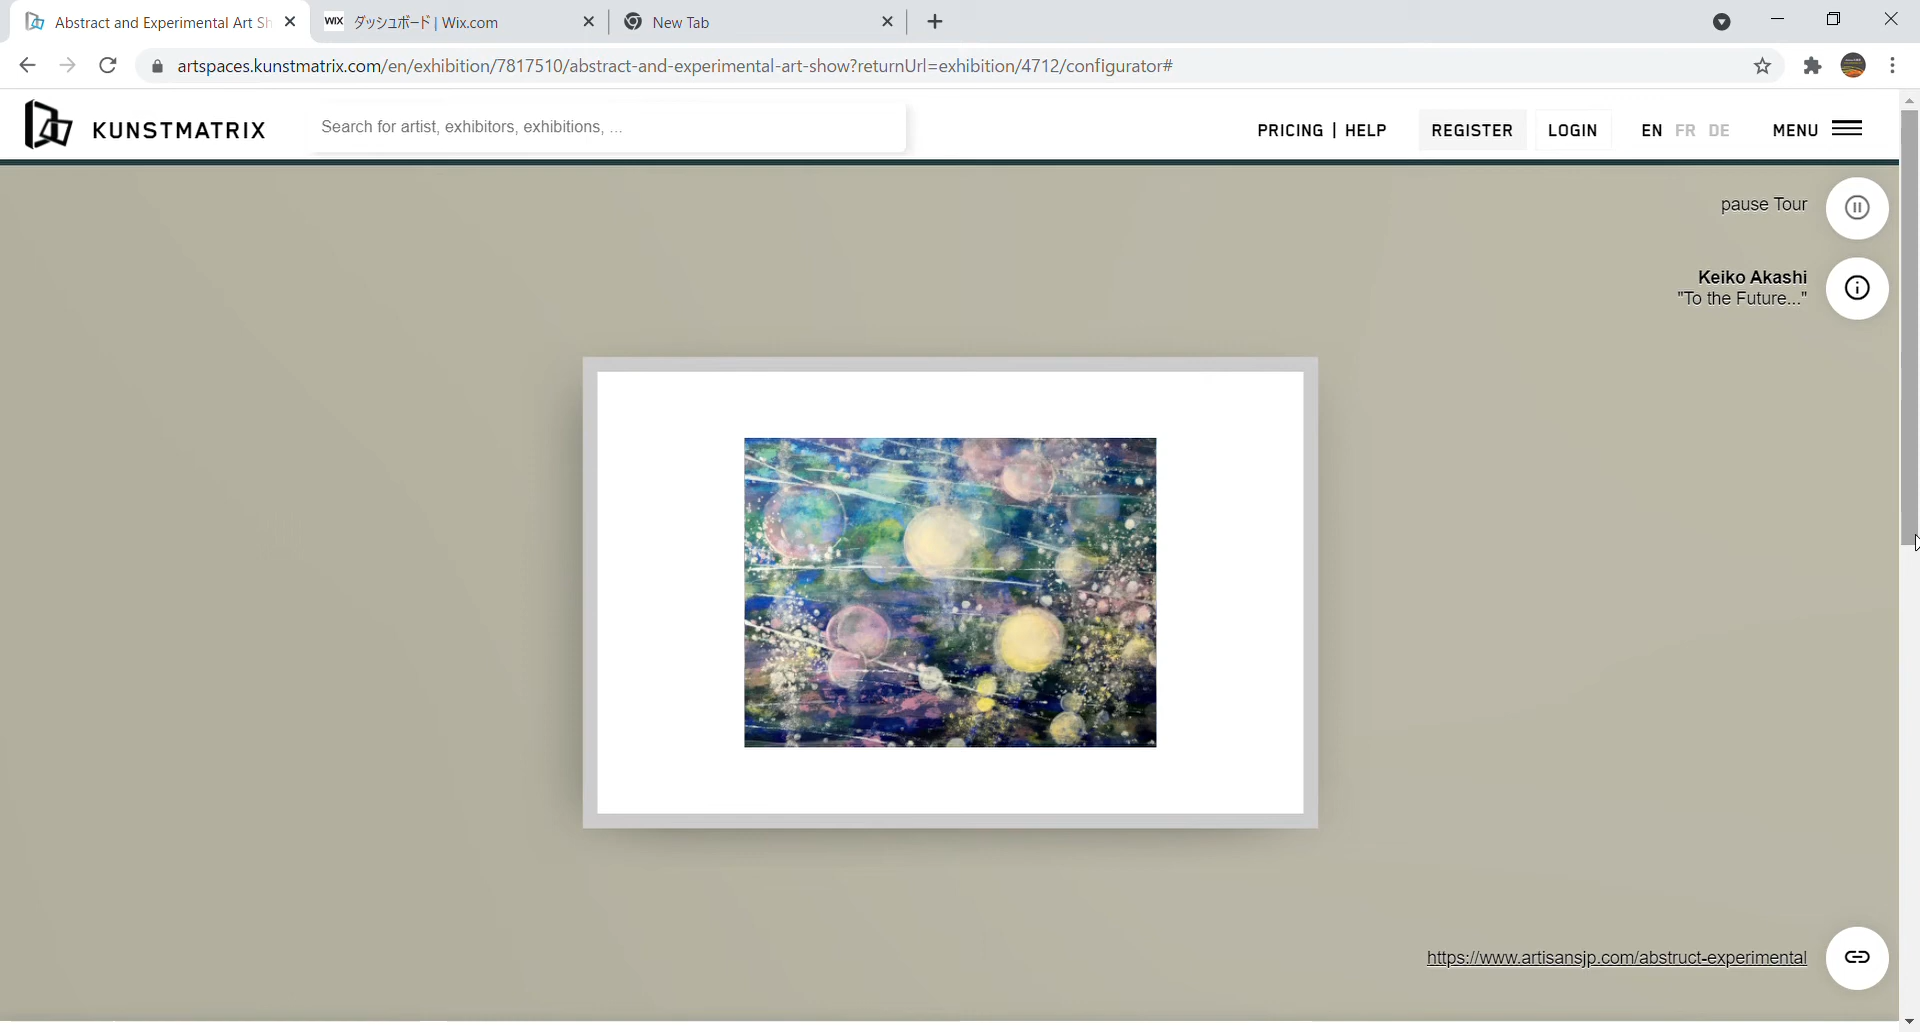 Abstract and Experimental Art Sh
WIX ダッシュボード | Wix.com
New Tab
artspaces.kunstmatrix.com/en/exhibition/7817510/abstract-and-experimental-art-show?returnUrl=exhibition/4712/configurator#
KUNSTMATRIX
Search for artist, exhibitors, exhibitions, ...
PRICING | HELP
REGISTER
LOGIN
EN FR DE
MENU
pause Tour
Keiko Akashi
"To the Future..."
https://www.artisansjp.com/abstruct-experimental